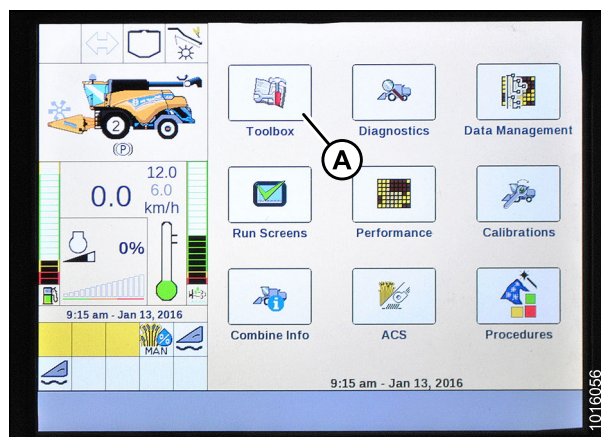 2
(P)
12.0
0.0
6.0
km/h
0%
9:15 am - Jan 13, 2016
MAN
Toolbox
Diagnostics
Data Management
A
Run Screens
Performance
Calibrations
Combine Info
ACS
Procedures
9:15 am - Jan 13, 2016
1016056